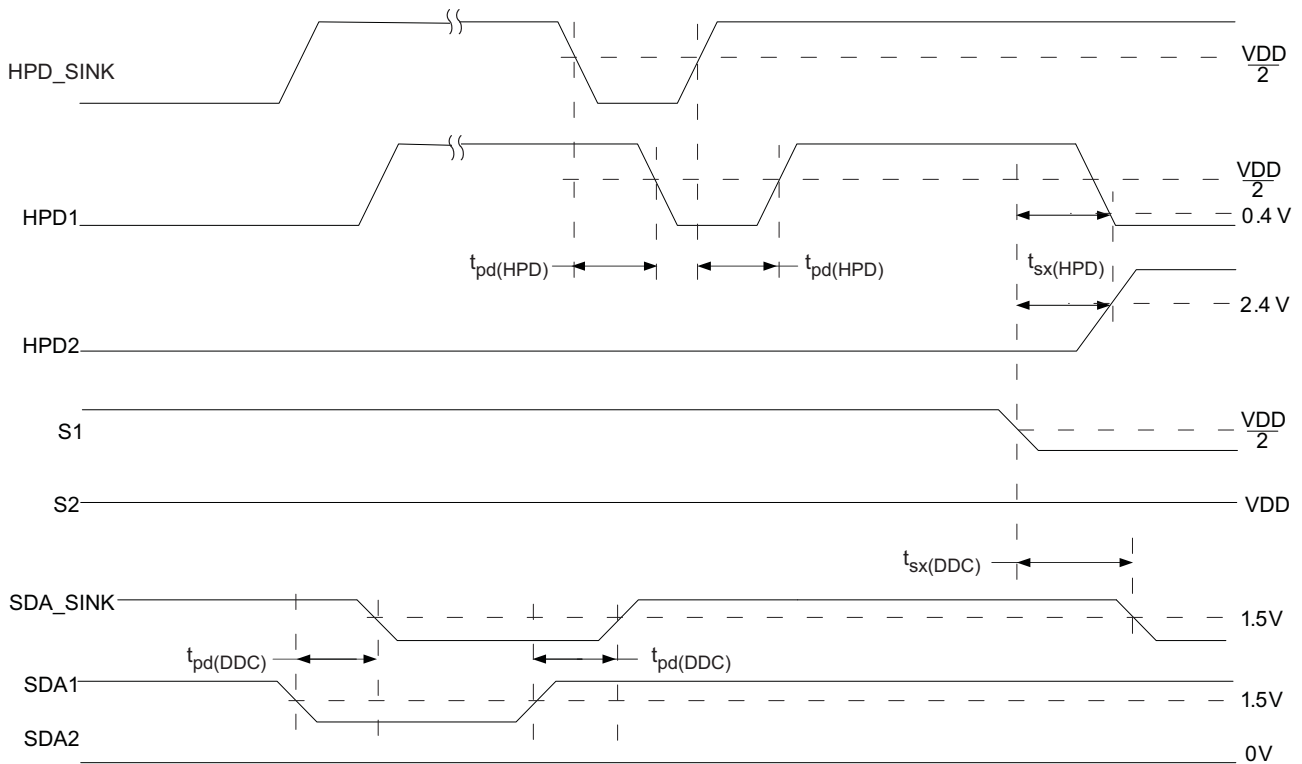 HPD_SINK
VDD
2
HPD1
VDD
2
0.4 V
tpd(HPD)
tpd(HPD)
tsx(HPD)
2.4 V
HPD2
S1
VDD
2
S2
VDD
tsx(DDC)
SDA_SINK
1.5V
tpd(DDC)
tpd(DDC)
SDA1
1.5V
SDA2
0V